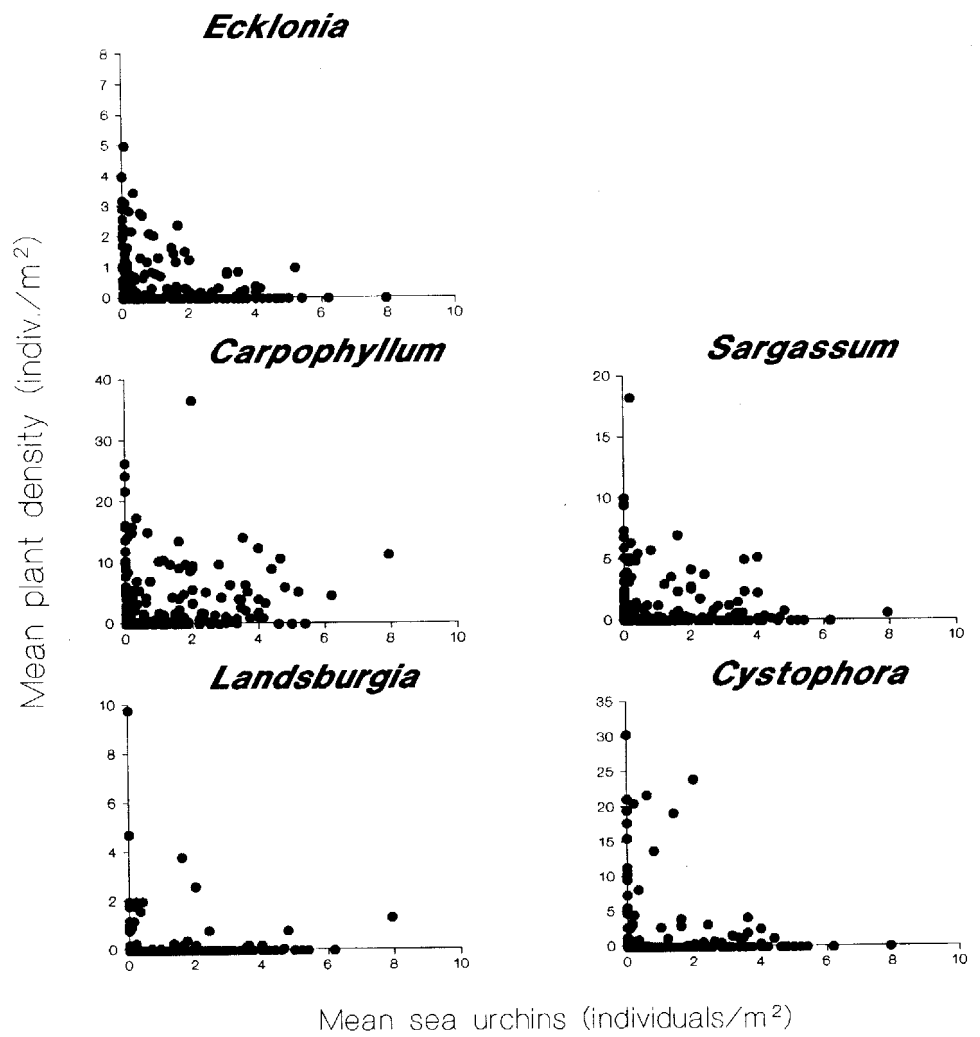 Ecklonia
8
7
6
5
4
3
2
1
0
0 2 4 6 8 10
Carpophyllum
40
30
20
10
0
0 2 4 6 8 10
Sargassum
20
15
10
5
0
0 2 4 6 8 10
Landsburgia
10
8
6
4
2
0
0 2 4 6 8 10
Cystophora
35
30
25
20
15
10
5
0
0 2 4 6 8 10
Mean plant density (indiv./m²)
Mean sea urchins (individuals/m²)